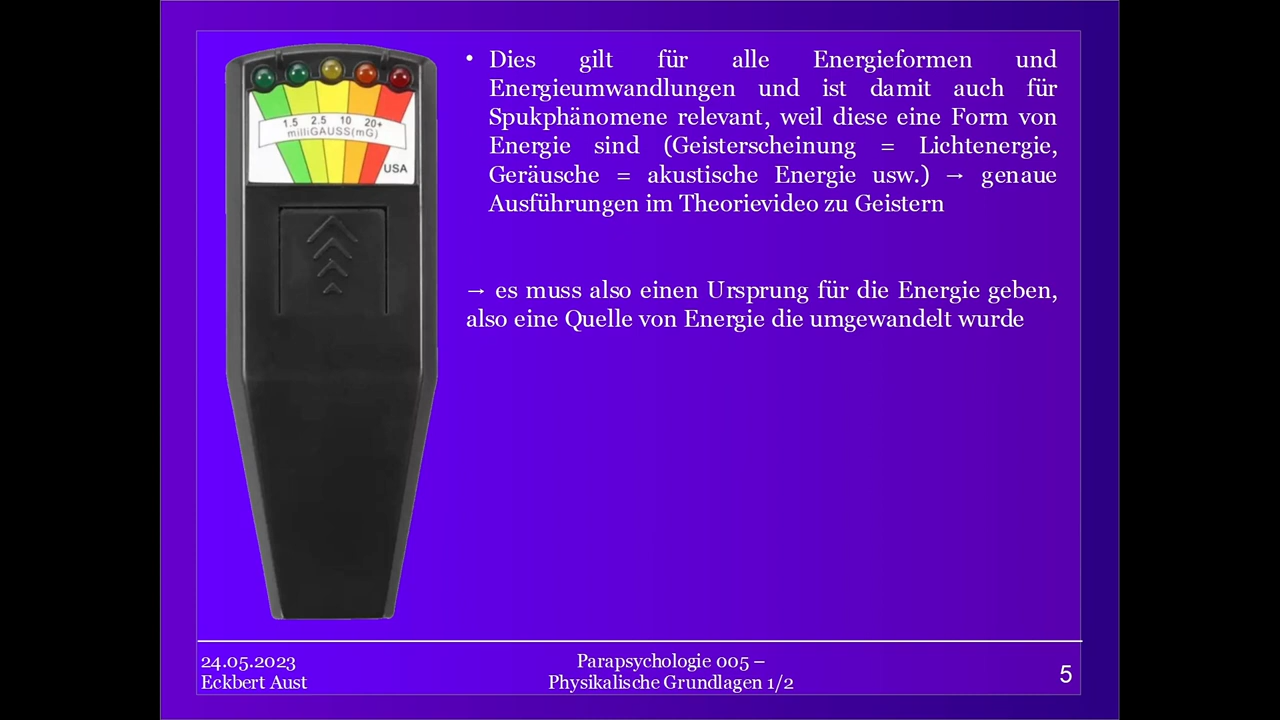 1.5 2.5 10 20+
milliGAUSS(mG)
USA
• Dies gilt für alle Energieformen und
Energieumwandlungen und ist damit auch für
Spukphänomene relevant, weil diese eine Form von
Energie sind (Geisterscheinung = Lichtenergie,
Geräusche = akustische Energie usw.) → genaue
Ausführungen im Theorievideo zu Geistern
→ es muss also einen Ursprung für die Energie geben,
also eine Quelle von Energie die umgewandelt wurde
24.05.2023
Eckbert Aust
Parapsychologie 005 –
Physikalische Grundlagen 1/2
5